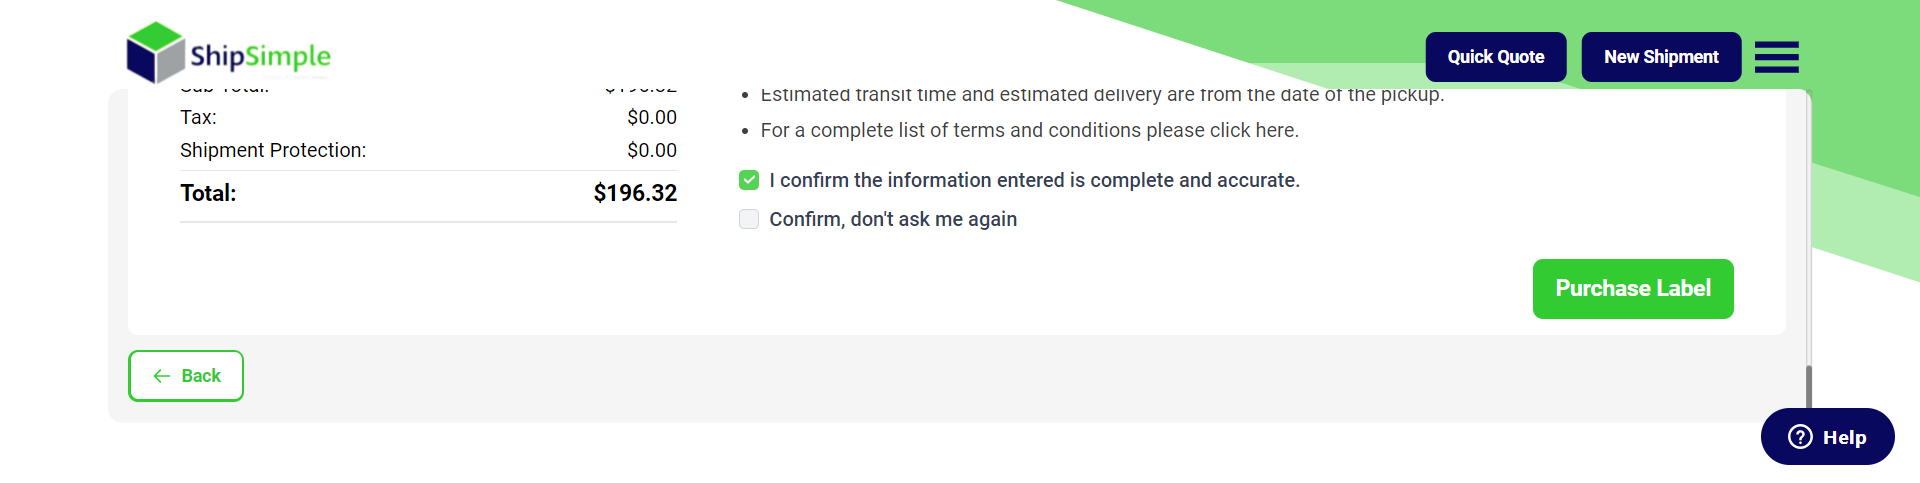 ShipSimple
Quick Quote
New Shipment
Sub Total: $196.32
Tax: $0.00
Shipment Protection: $0.00
Total: $196.32
• Estimated transit time and estimated delivery are from the date of the pickup.
• For a complete list of terms and conditions please click here.
I confirm the information entered is complete and accurate.
Confirm, don't ask me again
Purchase Label
Back
Help